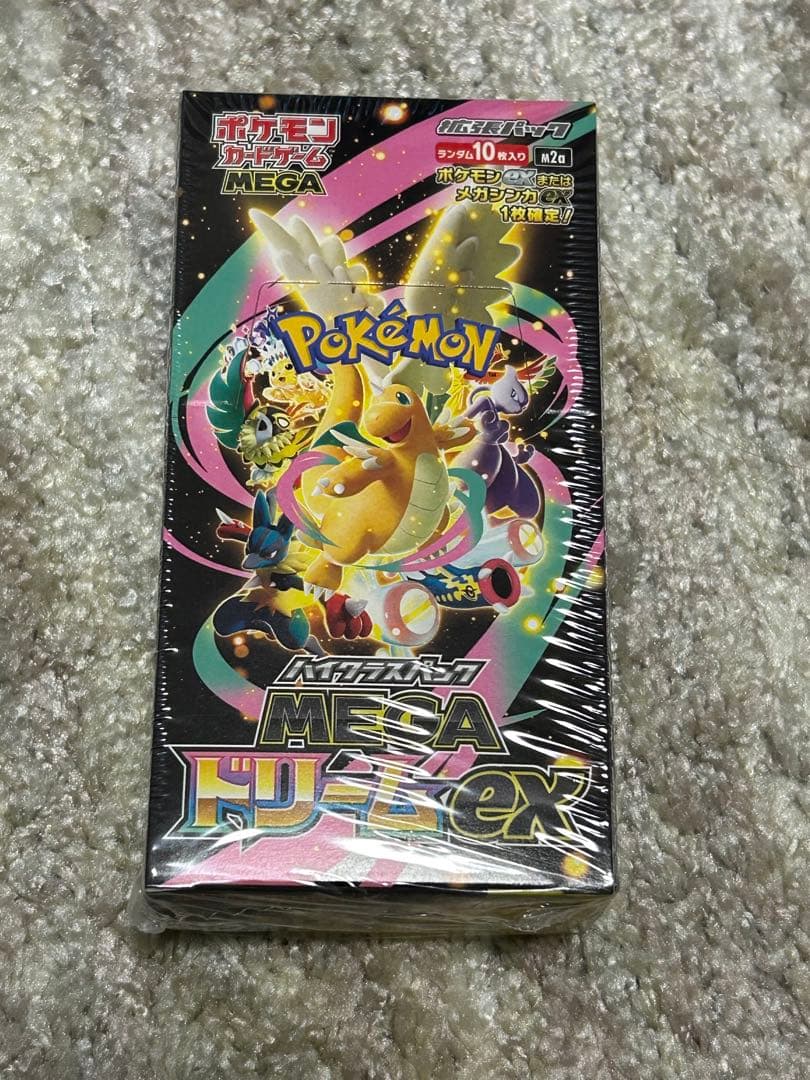 ポケモン
カードゲーム
MEGA
拡張パック
ランダム10枚入り
M2a
ポケモンexまたは
メガシンカex
1枚確定!
POKéMON
ハイクラスパック
MEGA
ドリームex